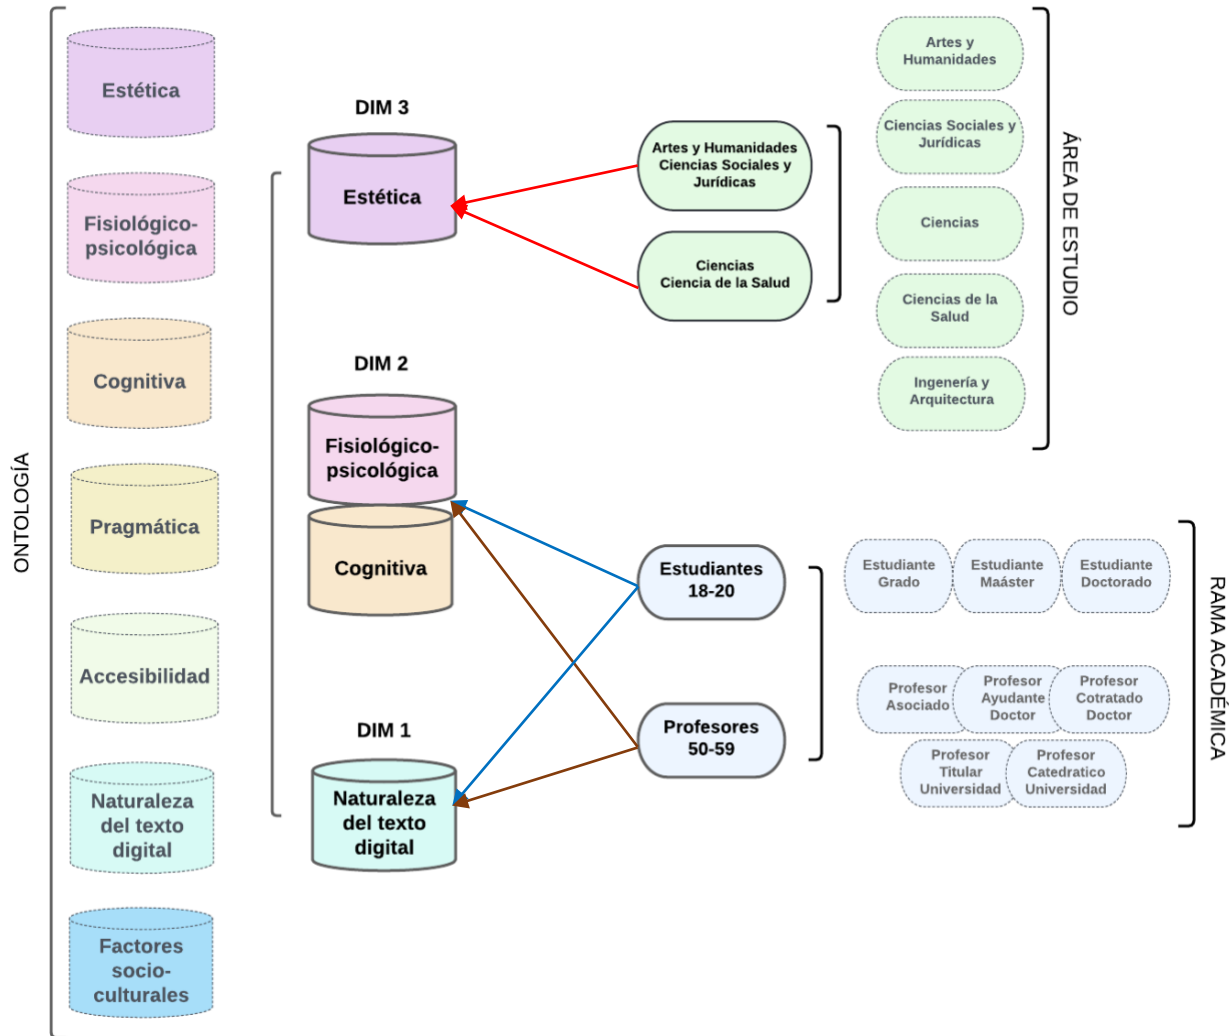 ONTOLOGÍA
Estética
Fisiológico-
psicológica
Cognitiva
Pragmática
Accesibilidad
Naturaleza
del texto
digital
Factores
socio-
culturales
DIM 3
Estética
DIM 2
Fisiológico-
psicológica
Cognitiva
DIM 1
Naturaleza
del texto
digital
Artes y Humanidades
Ciencias Sociales y
Jurídicas
Ciencias
Ciencia de la Salud
Estudiantes
18-20
Profesores
50-59
Artes y
Humanidades
Ciencias Sociales y
Jurídicas
Ciencias
Ciencias de la
Salud
Ingenería y
Arquitectura
ÁREA DE ESTUDIO
Estudiante
Grado
Estudiante
Maáster
Estudiante
Doctorado
Profesor
Asociado
Profesor
Ayudante
Doctor
Profesor
Cotratado
Doctor
Profesor
Titular
Universidad
Profesor
Catedratico
Universidad
RAMA ACADÉMICA